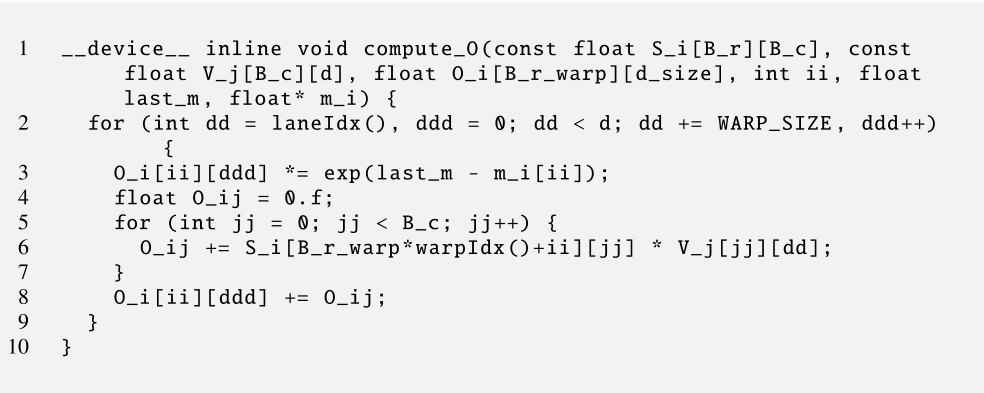 1 __device__ inline void compute_O(const float S_i[B_r][B_c], const
float V_j[B_c][d], float O_i[B_r_warp][d_size], int ii, float
last_m, float* m_i) {
2 for (int dd = laneIdx(), ddd = 0; dd < d; dd += WARP_SIZE, ddd++)
{
3 O_i[ii][ddd] *= exp(last_m - m_i[ii]);
4 float O_ij = 0.f;
5 for (int jj = 0; jj < B_c; jj++) {
6 O_ij += S_i[B_r_warp*warpIdx()+ii][jj] * V_j[jj][dd];
7 }
8 O_i[ii][ddd] += O_ij;
9 }
10 }